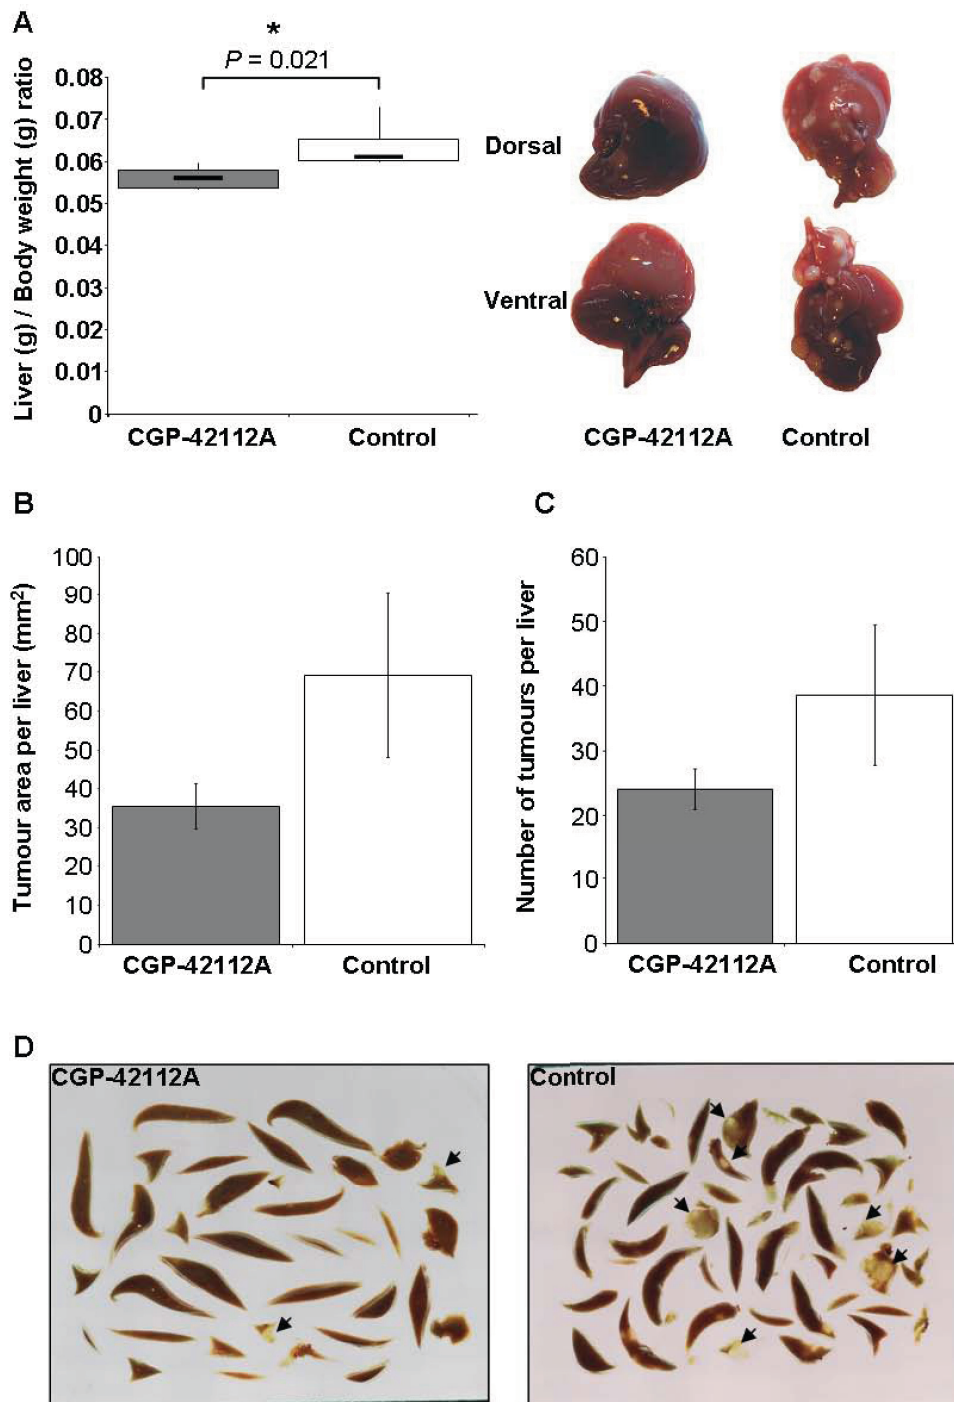 A
*
P = 0.021
Liver (g) / Body weight (g) ratio
0.08
0.07
0.06
0.05
0.04
0.03
0.02
0.01
0
CGP-42112A Control
Dorsal
Ventral
CGP-42112A Control
B
Tumour area per liver (mm²)
100
90
80
70
60
50
40
30
20
10
0
CGP-42112A Control
C
Number of tumours per liver
60
50
40
30
20
10
0
CGP-42112A Control
D
CGP-42112A
Control